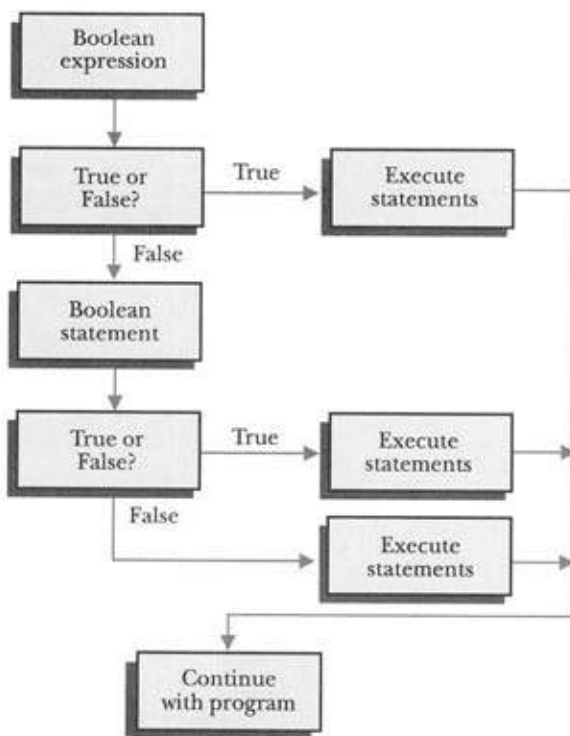 Boolean
expression
True or
False?
True
Execute
statements
False
Boolean
statement
True or
False?
True
Execute
statements
False
Execute
statements
Continue
with program